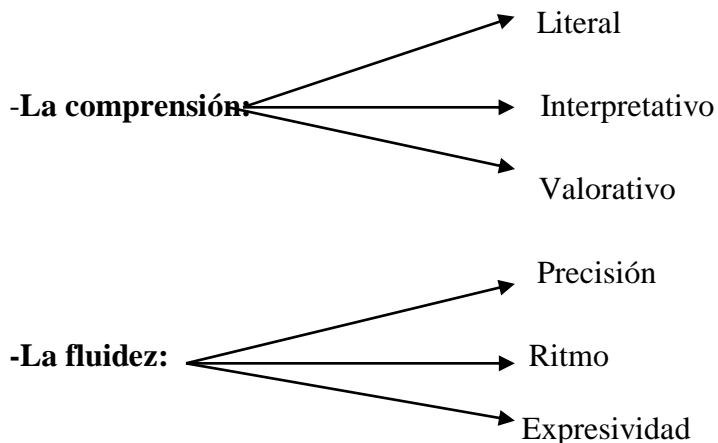 Literal
-La comprensión:
Interpretativo
Valorativo
Precisión
-La fluidez:
Ritmo
Expresividad